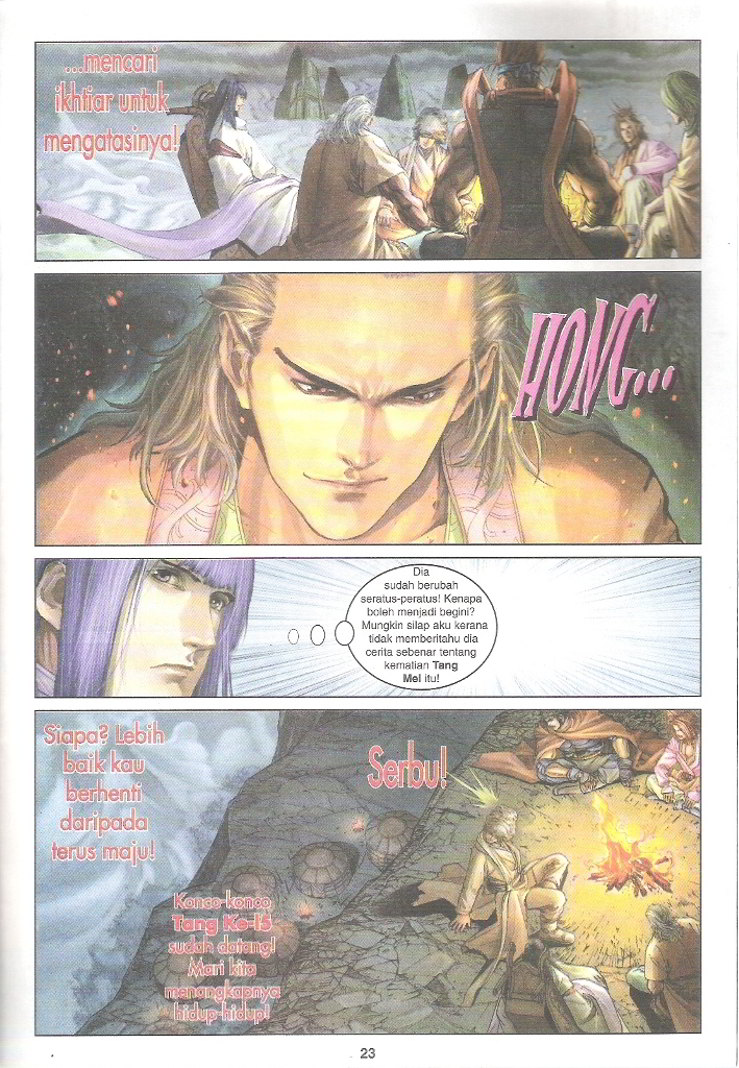 ...mencari
ikhtiar untuk
mengatasinya!
HONG...
Dia
sudah berubah
seratus-peratus! Kenapa
boleh menjadi begini?
Mungkin silap aku kerana
tidak memberitahu dia
cerita sebenar tentang
kematian Tang
Mei itu!
Siapa? Lebih
baik kau
berhenti
daripada
terus maju!
Serbu!
Konco-konco
Tang Ke-15
sudah datang!
Mari kita
menangkapnya
hidup-hidup!
23